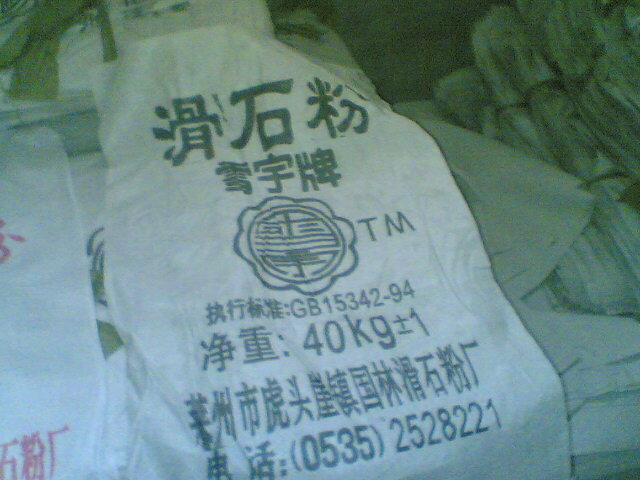 滑石粉
雪宇牌
TM
执行标准:GB15342-94
净重: 40kg±1
莱州市虎头崖镇国林滑石粉厂
电话:(0535) 2528221
石粉厂